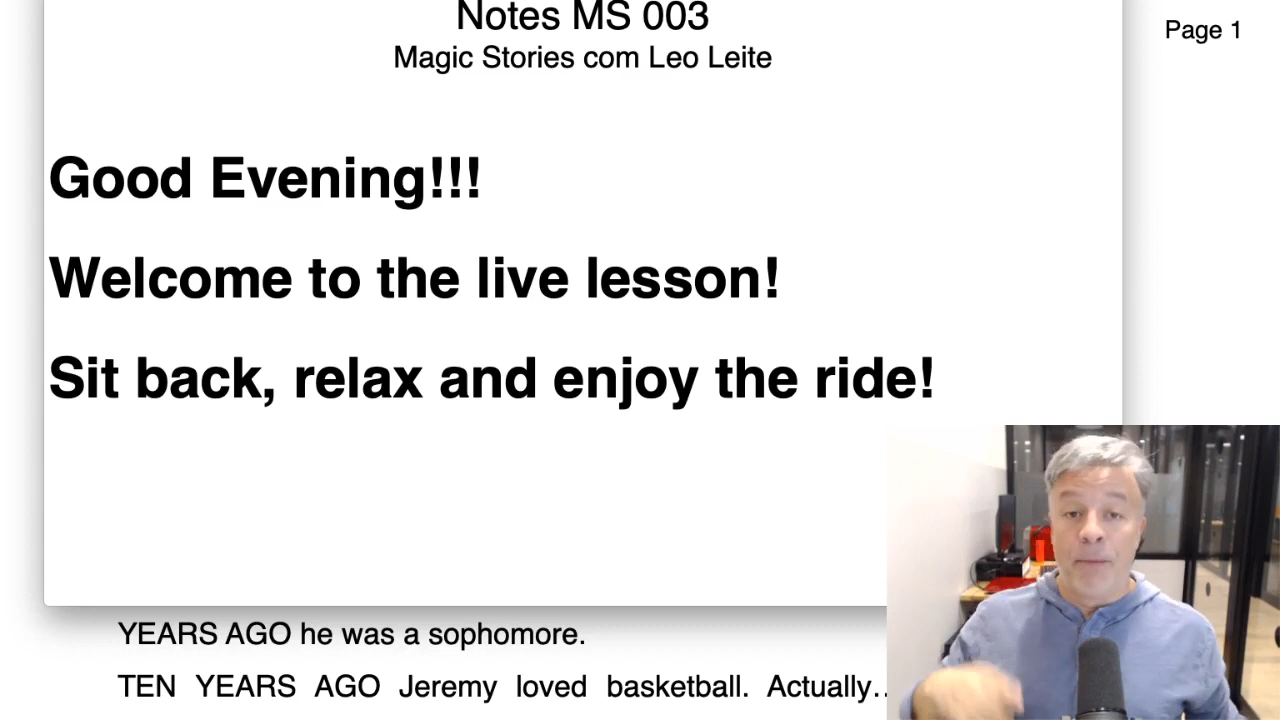 Notes MS 003
Magic Stories com Leo Leite
Page 1
Good Evening!!!
Welcome to the live lesson!
Sit back, relax and enjoy the ride!
YEARS AGO he was a sophomore.
TEN YEARS AGO Jeremy loved basketball. Actually..